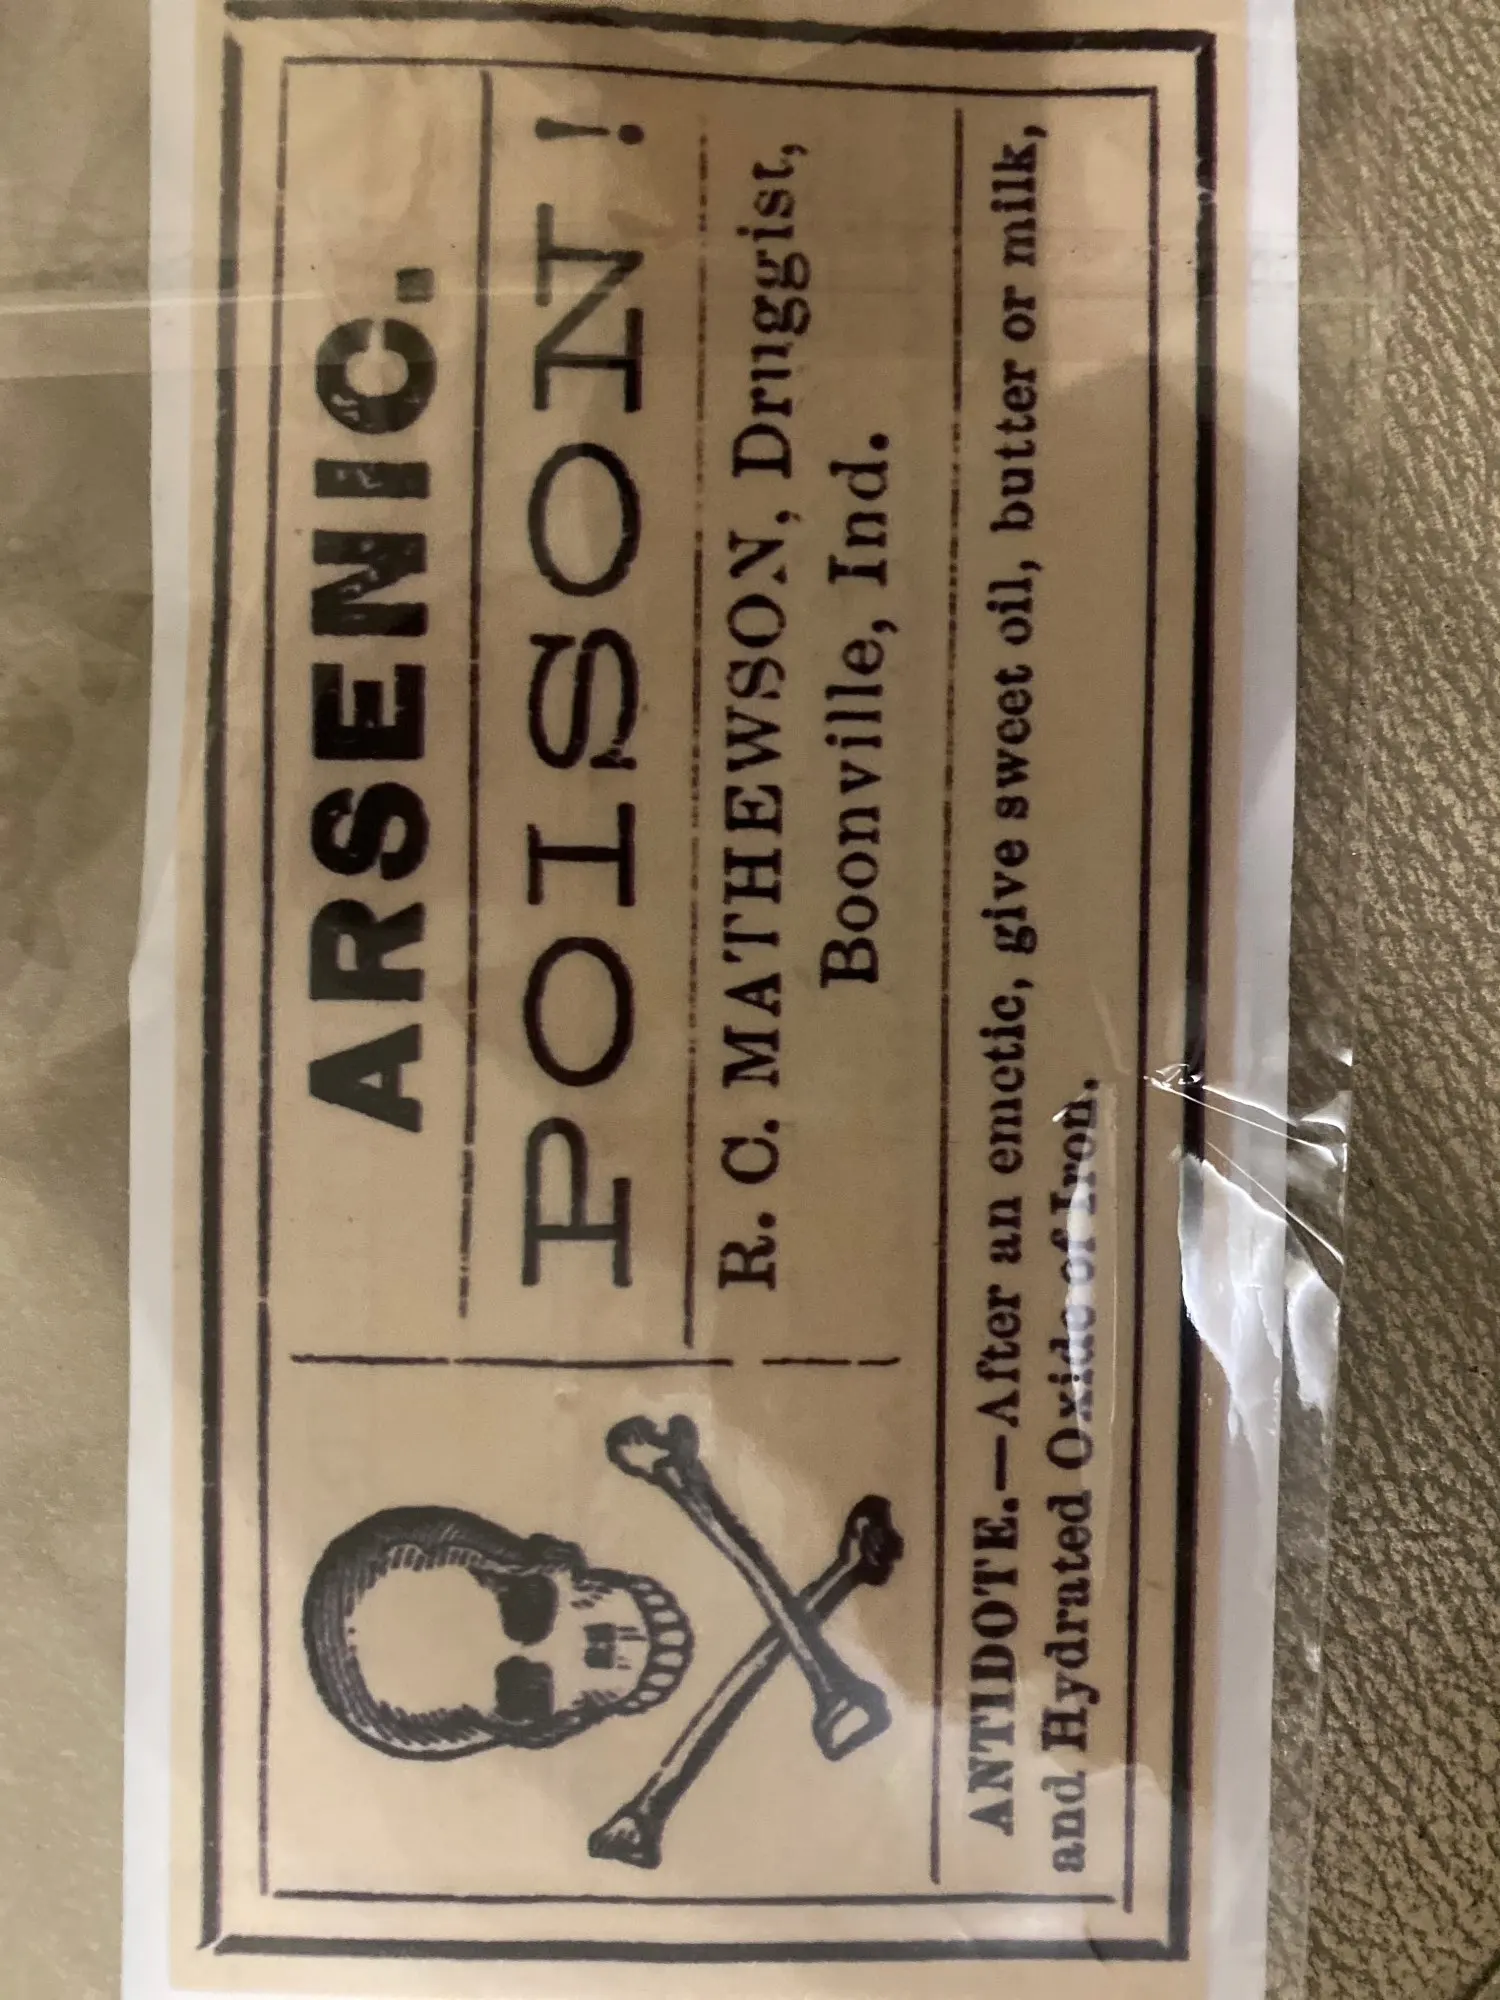 ARSENIC.
POISON!
R. C. MATHEWSON, Druggist,
Boonville, Ind.
ANTIDOTE.—After an emetic, give sweet oil, butter or milk,
and Hydrated Oxide of Iron.